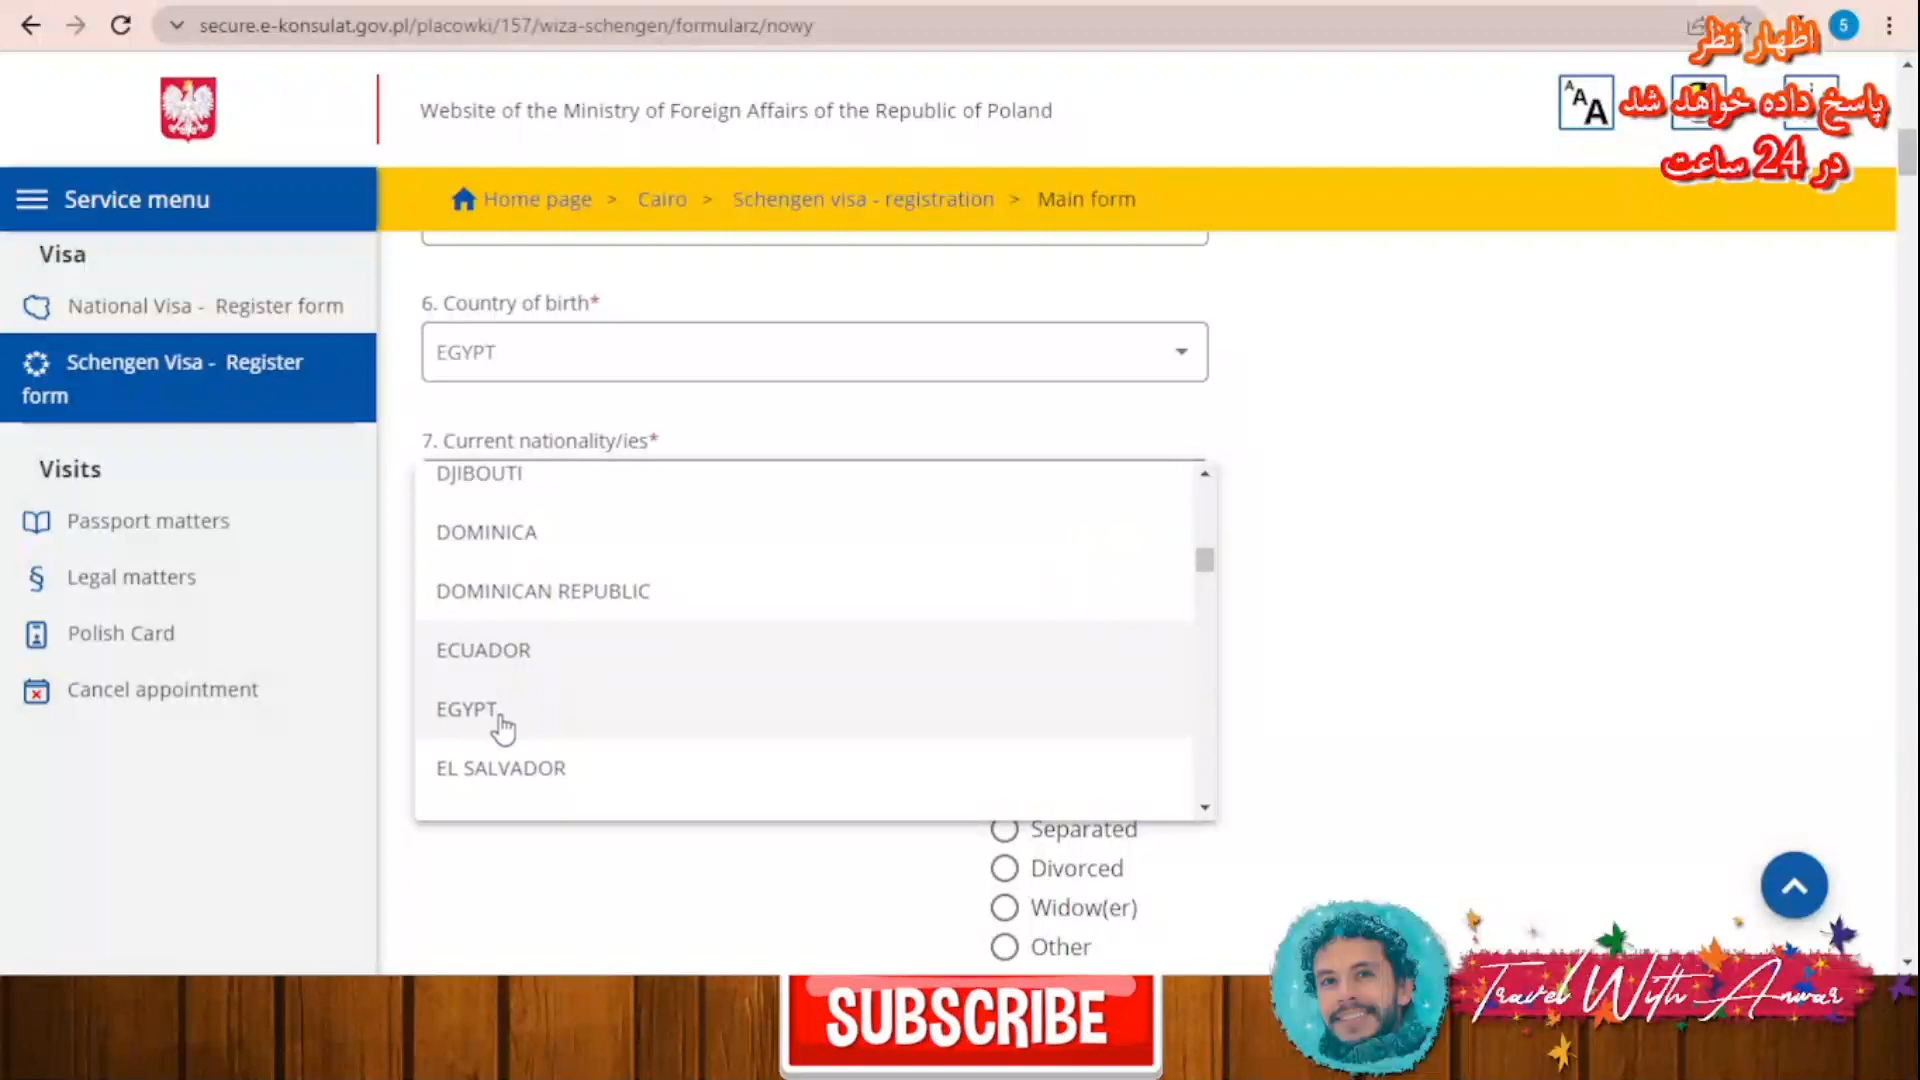 secure.e-konsulat.gov.pl/placowki/157/wiza-schengen/formularz/nowy
5
اظهار نظر
پاسخ داده خواهد شد
در 24 ساعت
Website of the Ministry of Foreign Affairs of the Republic of Poland
AAA
Service menu
Home page > Cairo > Schengen visa - registration > Main form
Visa
National Visa - Register form
Schengen Visa - Register
form
Visits
Passport matters
§ Legal matters
Polish Card
Cancel appointment
6. Country of birth*
EGYPT
7. Current nationality/ies*
DJIBOUTI
DOMINICA
DOMINICAN REPUBLIC
ECUADOR
EGYPT
EL SALVADOR
Separated
Divorced
Widow(er)
Other
SUBSCRIBE
Travel With Anwar